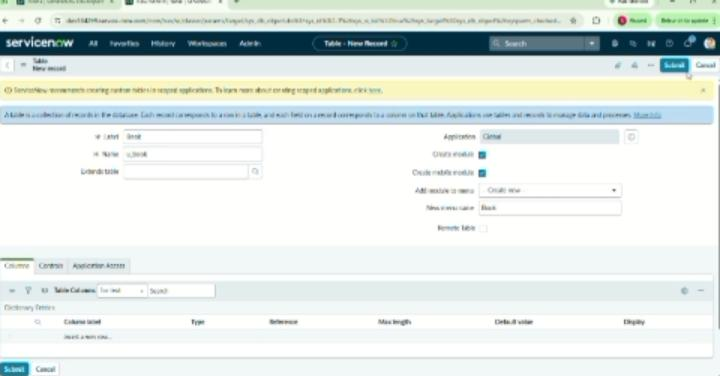 servicenow All Favorites History Workspaces Admin Table - New Record Search
Table
New record
Submit Cancel
ServiceNow recommends creating custom tables in scoped applications. To learn more about creating scoped applications, click here.
A table is a collection of records in the database. Each record corresponds to a row in a table, and each field on a record corresponds to a column on that table. Applications use tables and records to manage data and processes. More Info
Label Book
Name u_book
Extends table
Application Global
Create module
Create mobile module
Add module to menu -- Create new --
New menu name Book
Remote Table
Columns Controls Application Access
Table Columns for text Search
Dictionary Entries
Column label Type Reference Max length Default value Display
Insert a new row...
Submit Cancel